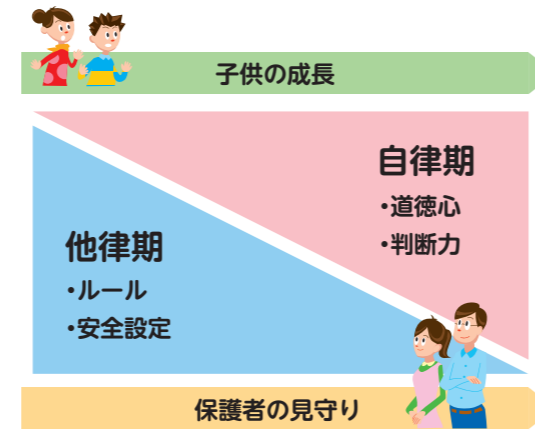 子供の成長
自律期
・道徳心
・判断力
他律期
・ルール
・安全設定
保護者の見守り